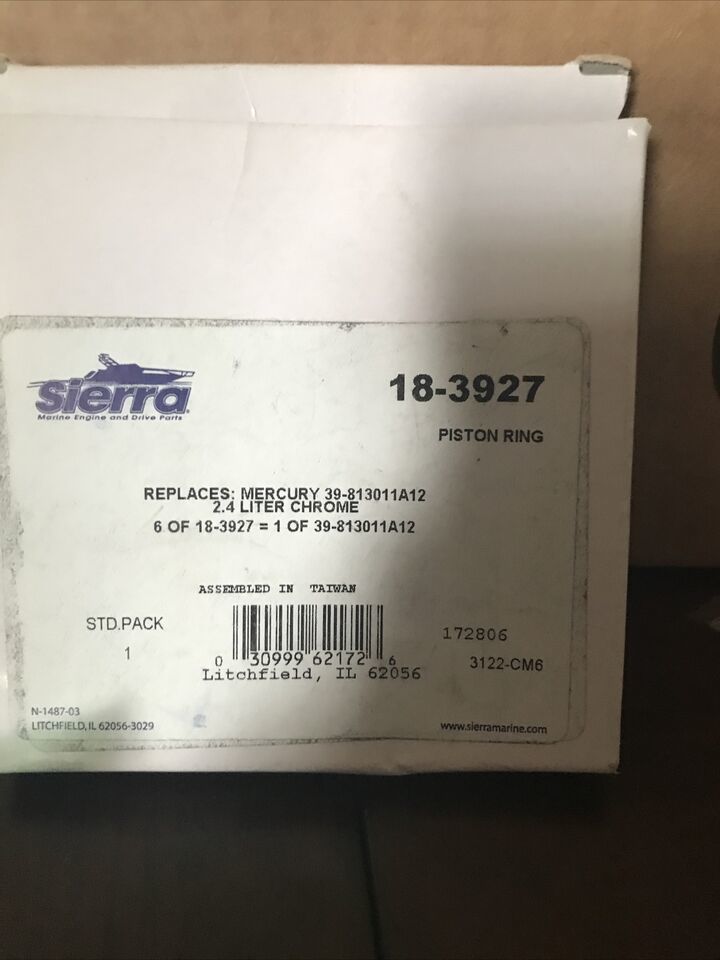 Sierra
Marine Engine and Drive Parts
18-3927
PISTON RING
REPLACES: MERCURY 39-813011A12
2.4 LITER CHROME
6 OF 18-3927 = 1 OF 39-813011A12
ASSEMBLED IN TAIWAN
STD.PACK
1
0 30999 62172 6
Litchfield, IL 62056
172806
3122-CM6
N-1487-03
LITCHFIELD, IL 62056-3029
www.sierramarine.com